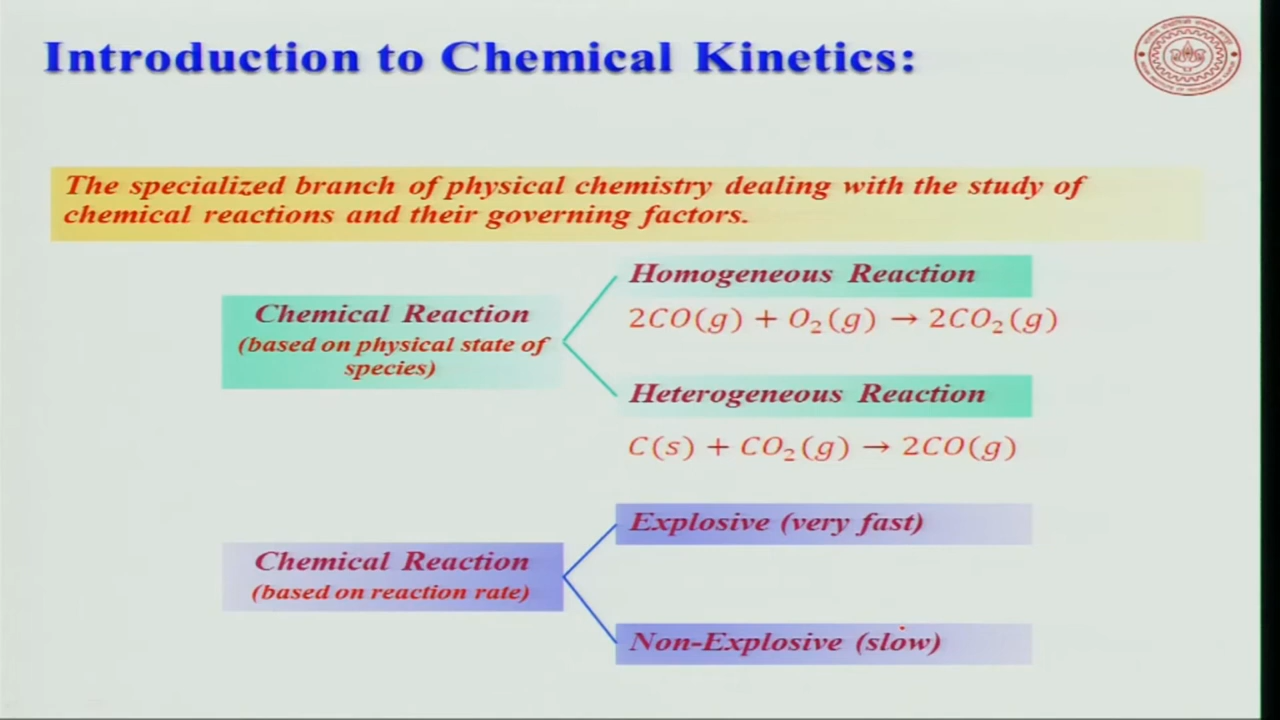 Introduction to Chemical Kinetics:
The specialized branch of physical chemistry dealing with the study of
chemical reactions and their governing factors.
Chemical Reaction
(based on physical state of
species)
Homogeneous Reaction
2CO(g) + O₂(g) → 2CO₂(g)
Heterogeneous Reaction
C(s) + CO₂(g) → 2CO(g)
Chemical Reaction
(based on reaction rate)
Explosive (very fast)
Non-Explosive (slow)